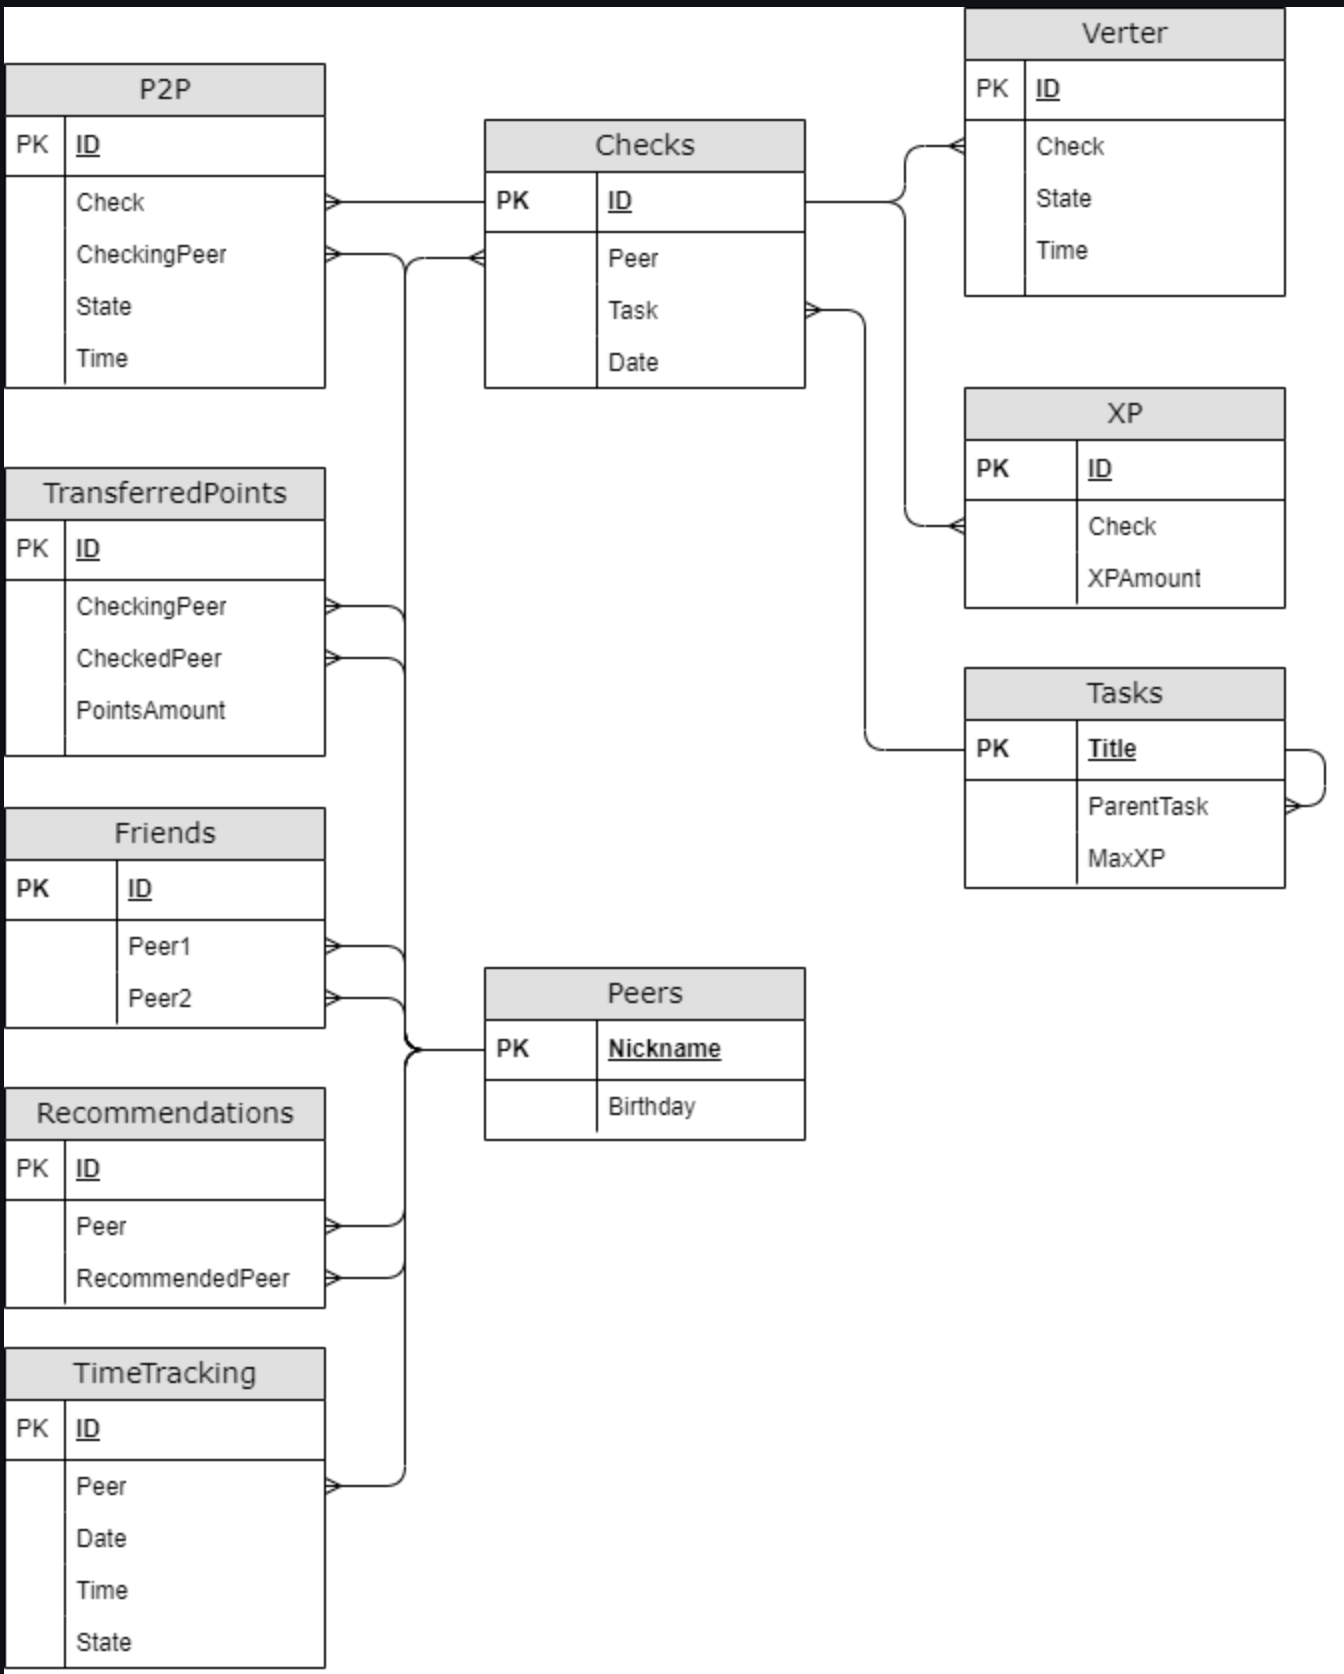 P2P
PK ID
Check
CheckingPeer
State
Time
Checks
PK ID
Peer
Task
Date
Verter
PK ID
Check
State
Time
XP
PK ID
Check
XPAmount
TransferredPoints
PK ID
CheckingPeer
CheckedPeer
PointsAmount
Tasks
PK Title
ParentTask
MaxXP
Friends
PK ID
Peer1
Peer2
Peers
PK Nickname
Birthday
Recommendations
PK ID
Peer
RecommendedPeer
TimeTracking
PK ID
Peer
Date
Time
State